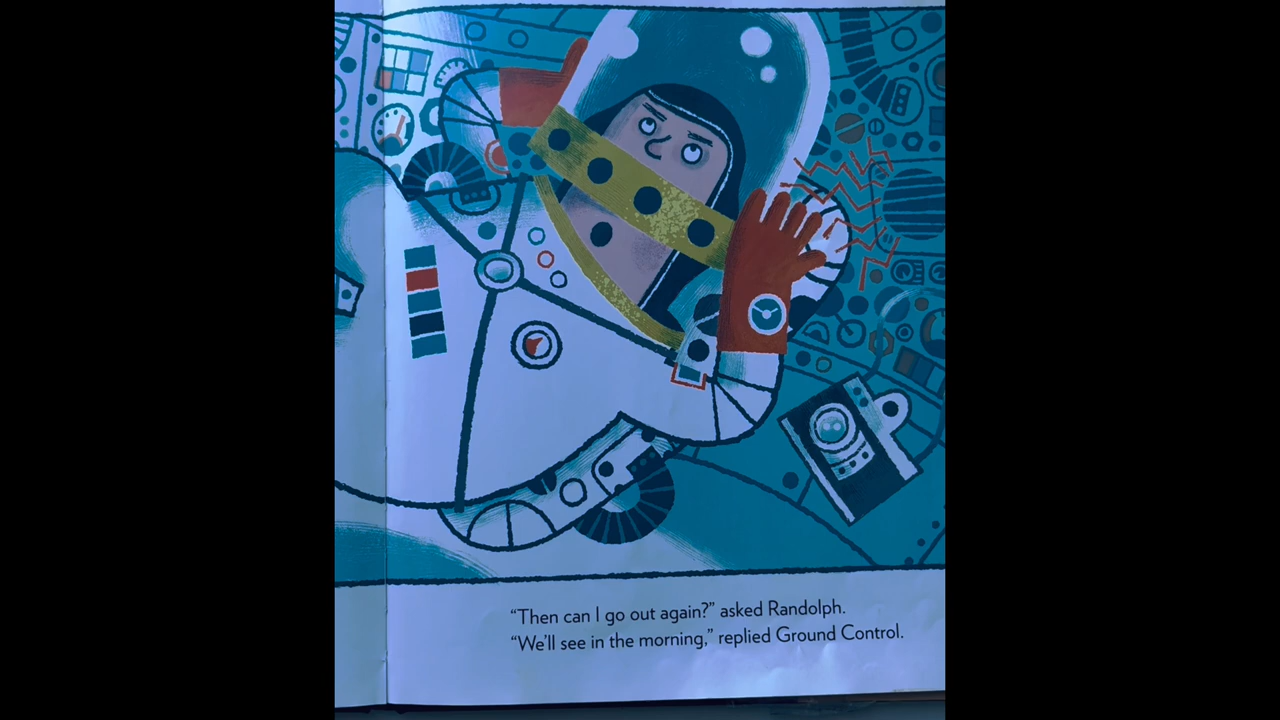 “Then can I go out again?” asked Randolph.
“We’ll see in the morning,” replied Ground Control.